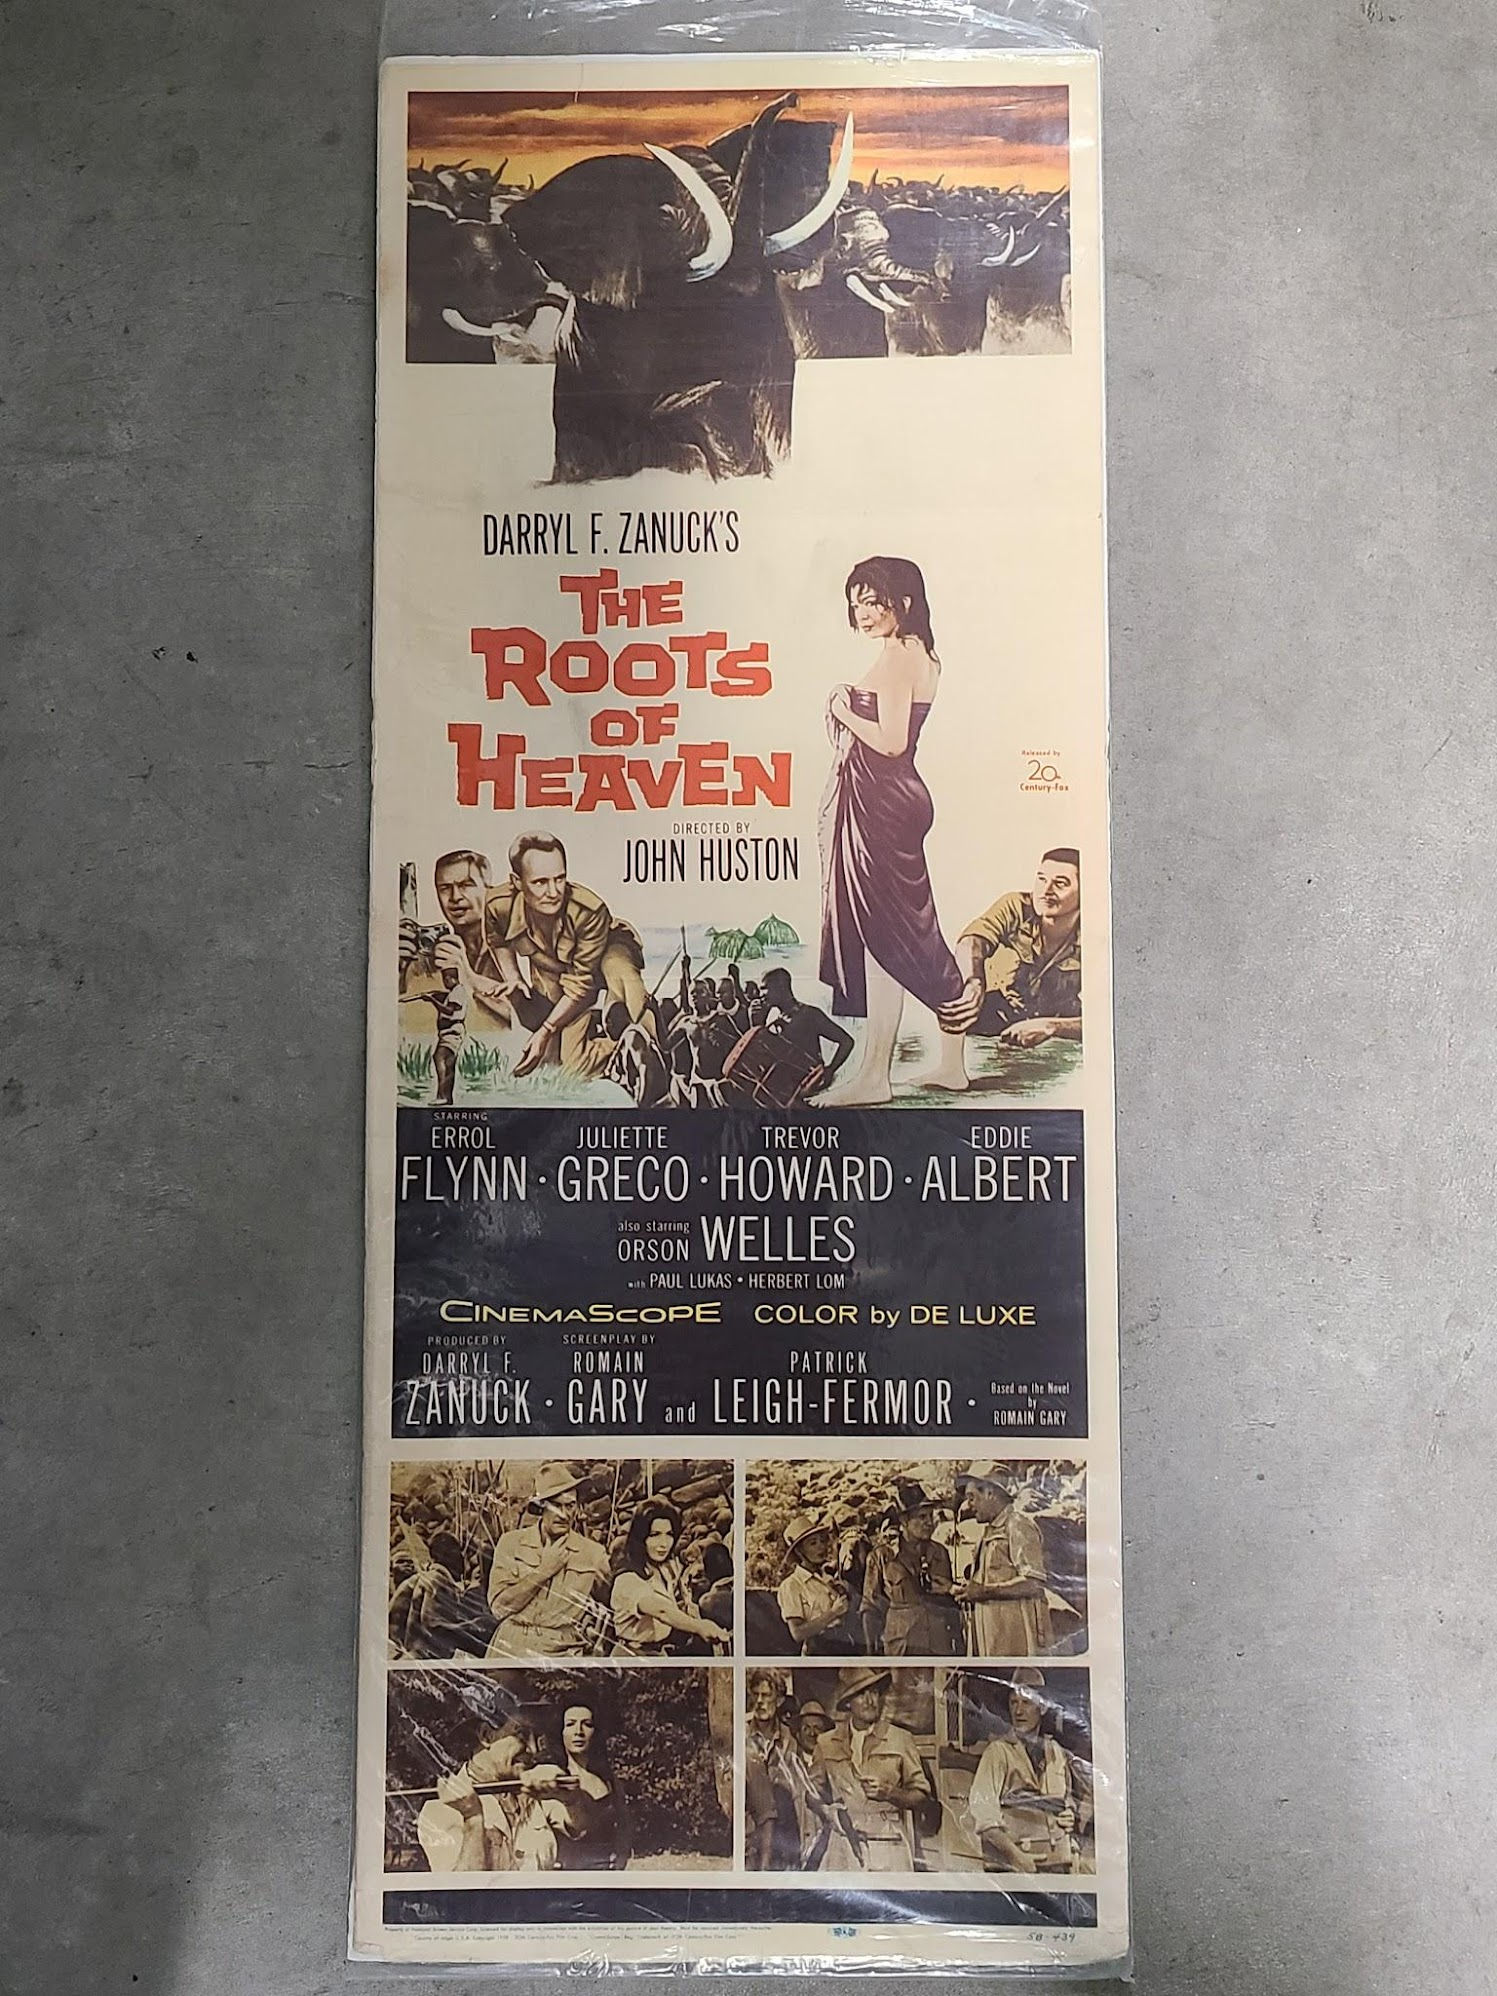 DARRYL F. ZANUCK'S
THE
ROOTS
OF
HEAVEN
DIRECTED BY
JOHN HUSTON
Released by
20
Century-Fox
STARRING
ERROL JULIETTE TREVOR EDDIE
FLYNN · GRECO · HOWARD · ALBERT
also starring
ORSON WELLES
with PAUL LUKAS • HERBERT LOM
CINEMASCOPE COLOR by DE LUXE
PRODUCED BY SCREENPLAY BY
DARRYL F. ROMAIN PATRICK
ZANUCK · GARY and LEIGH-FERMOR ·
Based on the Novel
by
ROMAIN GARY
58-439